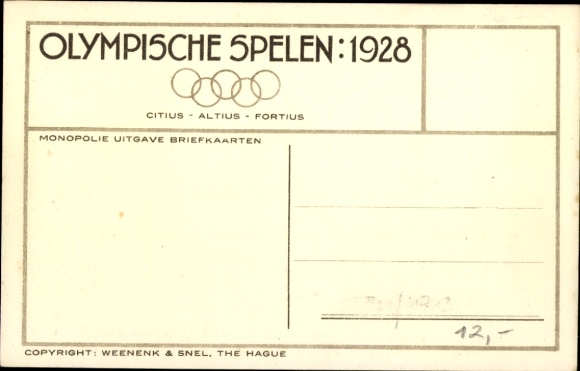 OLYMPISCHE SPELEN: 1928
CITIUS - ALTIUS - FORTIUS
MONOPOLIE UITGAVE BRIEFKAARTEN
12,-
COPYRIGHT: WEENENK & SNEL, THE HAGUE